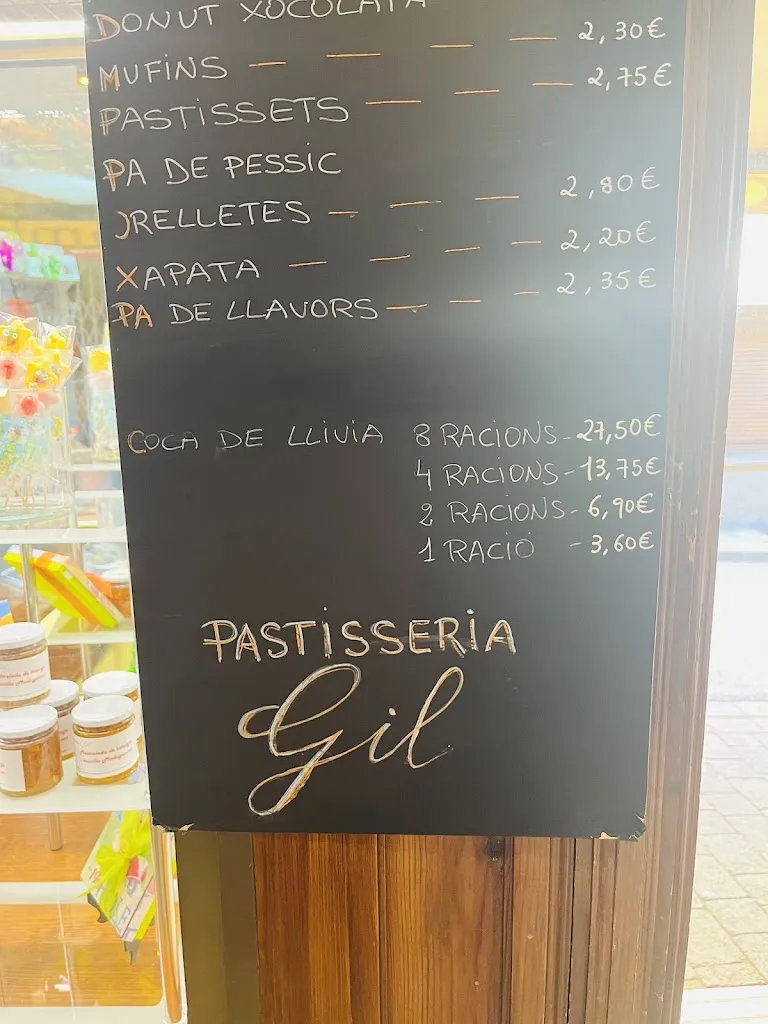 DONUT XOCOLATA
MUFINS — — — — 2,30€
PASTISSETS — — — 2,75€
PA DE PESSIC
ORELLETES — — — 2,80€
XAPATA — — — — 2,20€
PA DE LLAVORS — — — 2,35€
COCA DE LLIVIA 8 RACIONS - 27,50€
4 RACIONS - 13,75€
2 RACIONS - 6,90€
1 RACIÓ - 3,60€
PASTISSERIA
Gil